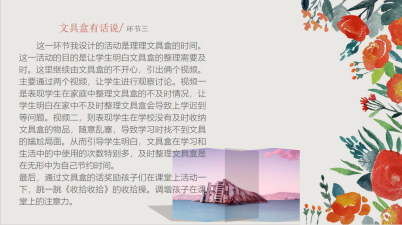 文具盒有话说/ 环节三
这一环节我设计的活动是理理文具盒的时间。
这一活动的目的是让学生明白文具盒的整理需要及
时。这里继续由文具盒的不开心，引出俩个视频。
主要通过两个视频，让学生进行观察讨论。视频一
是表现学生在家庭中整理文具盒的不及时情况，让
学生明白在家中不及时整理文具盒会导致上学迟到
等问题。视频二，则表现学生在学校没有及时收纳
文具盒的物品，随意乱塞，导致学习时找不到文具
的尴尬局面。从而引导学生明白，文具盒在学习和
生活中的中使用的次数特别多，及时整理文具盒是
在无形中为自己节约时间。
最后，通过文具盒的话奖励孩子们在课堂上活动一
下，跳一跳《收拾收拾》的收拾操。调增孩子在课
堂上的注意力。